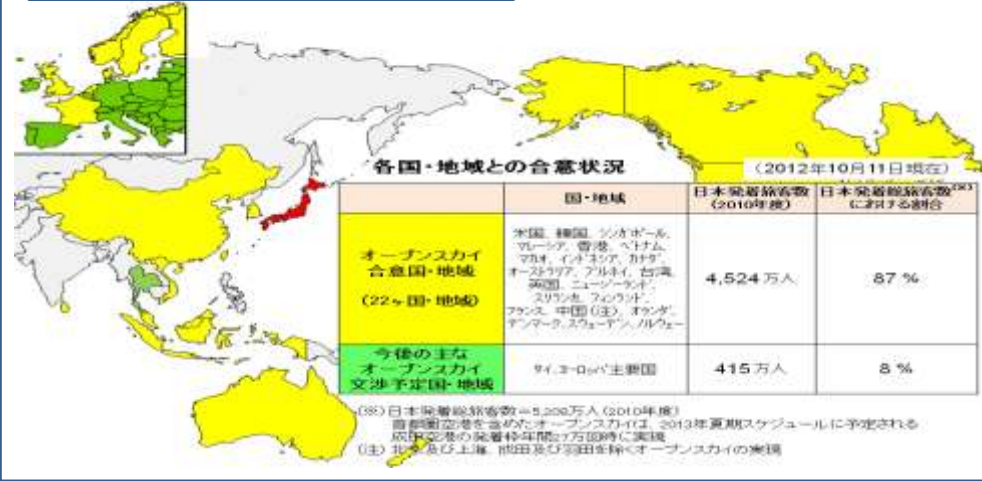 各国・地域との合意状況
(2012年10月11日現在)
国・地域
日本発着旅客数
(2010年度)
日本発着総旅客数(※)
における割合
オープンスカイ
合意国・地域
(22ヶ国・地域)
米国、韓国、シンガポール、
マレーシア、香港、ベトナム、
マカオ、インドネシア、カナダ、
オーストラリア、ブルネイ、台湾、
英国、ニュージーランド、
スリランカ、フィンランド、
フランス、中国(注)、オランダ、
デンマーク、スウェーデン、ノルウェー
4,524万人
87 %
今後の主な
オープンスカイ
交渉予定国・地域
タイ、ヨーロッパ主要国
415万人
8 %
(※)日本発着総旅客数=5,208万人(2010年度)
首都圏空港を含めたオープンスカイは、2013年夏期スケジュールに予定される
成田空港の発着枠年間27万回時に実現
(注) 北京及び上海、成田及び羽田を除くオープンスカイの実現